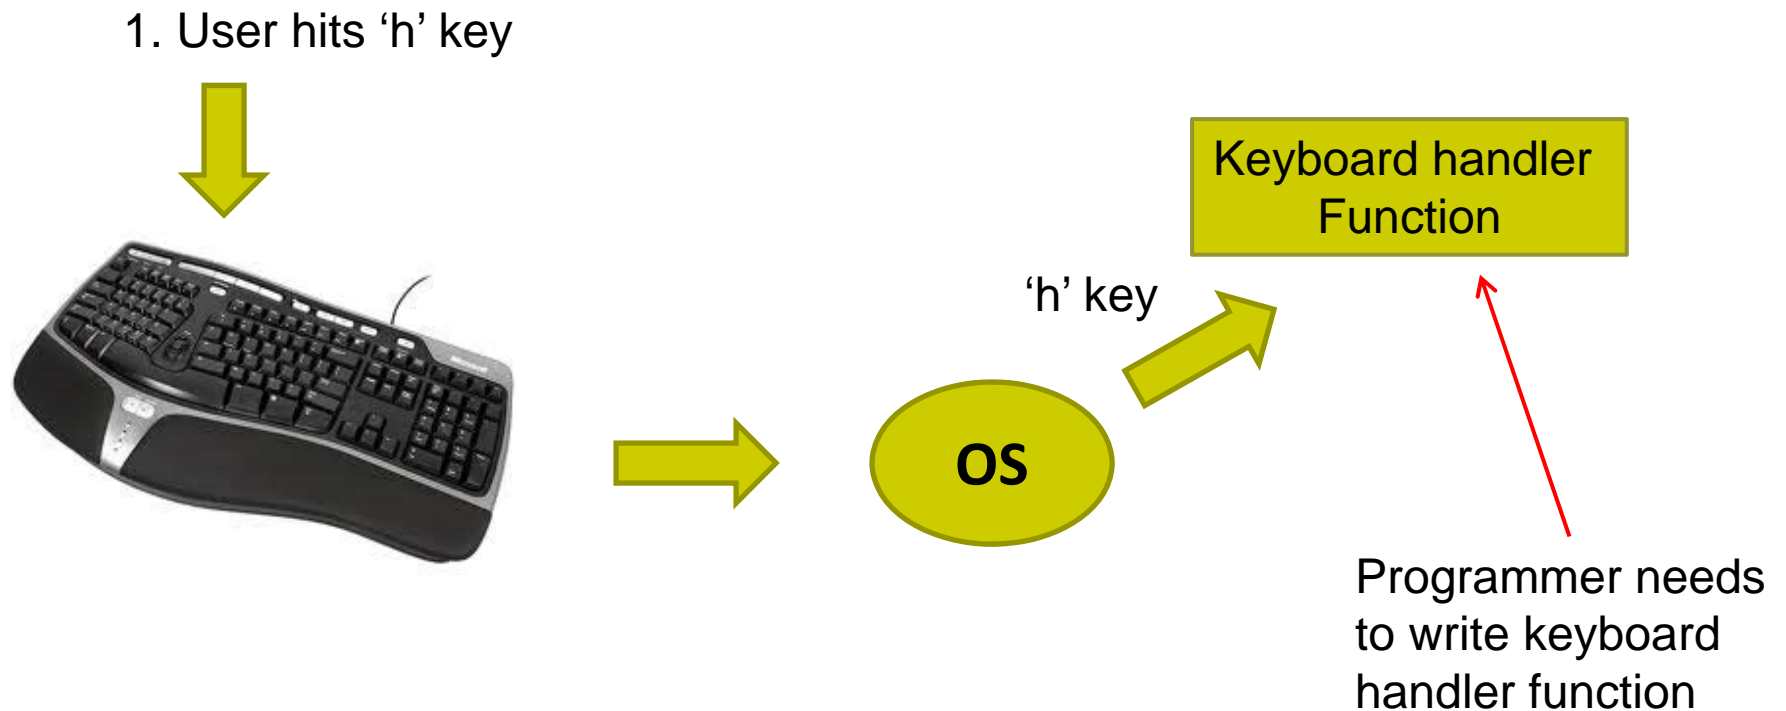 1. User hits ‘h’ key
Keyboard handler
Function
‘h’ key
OS
Programmer needs
to write keyboard
handler function